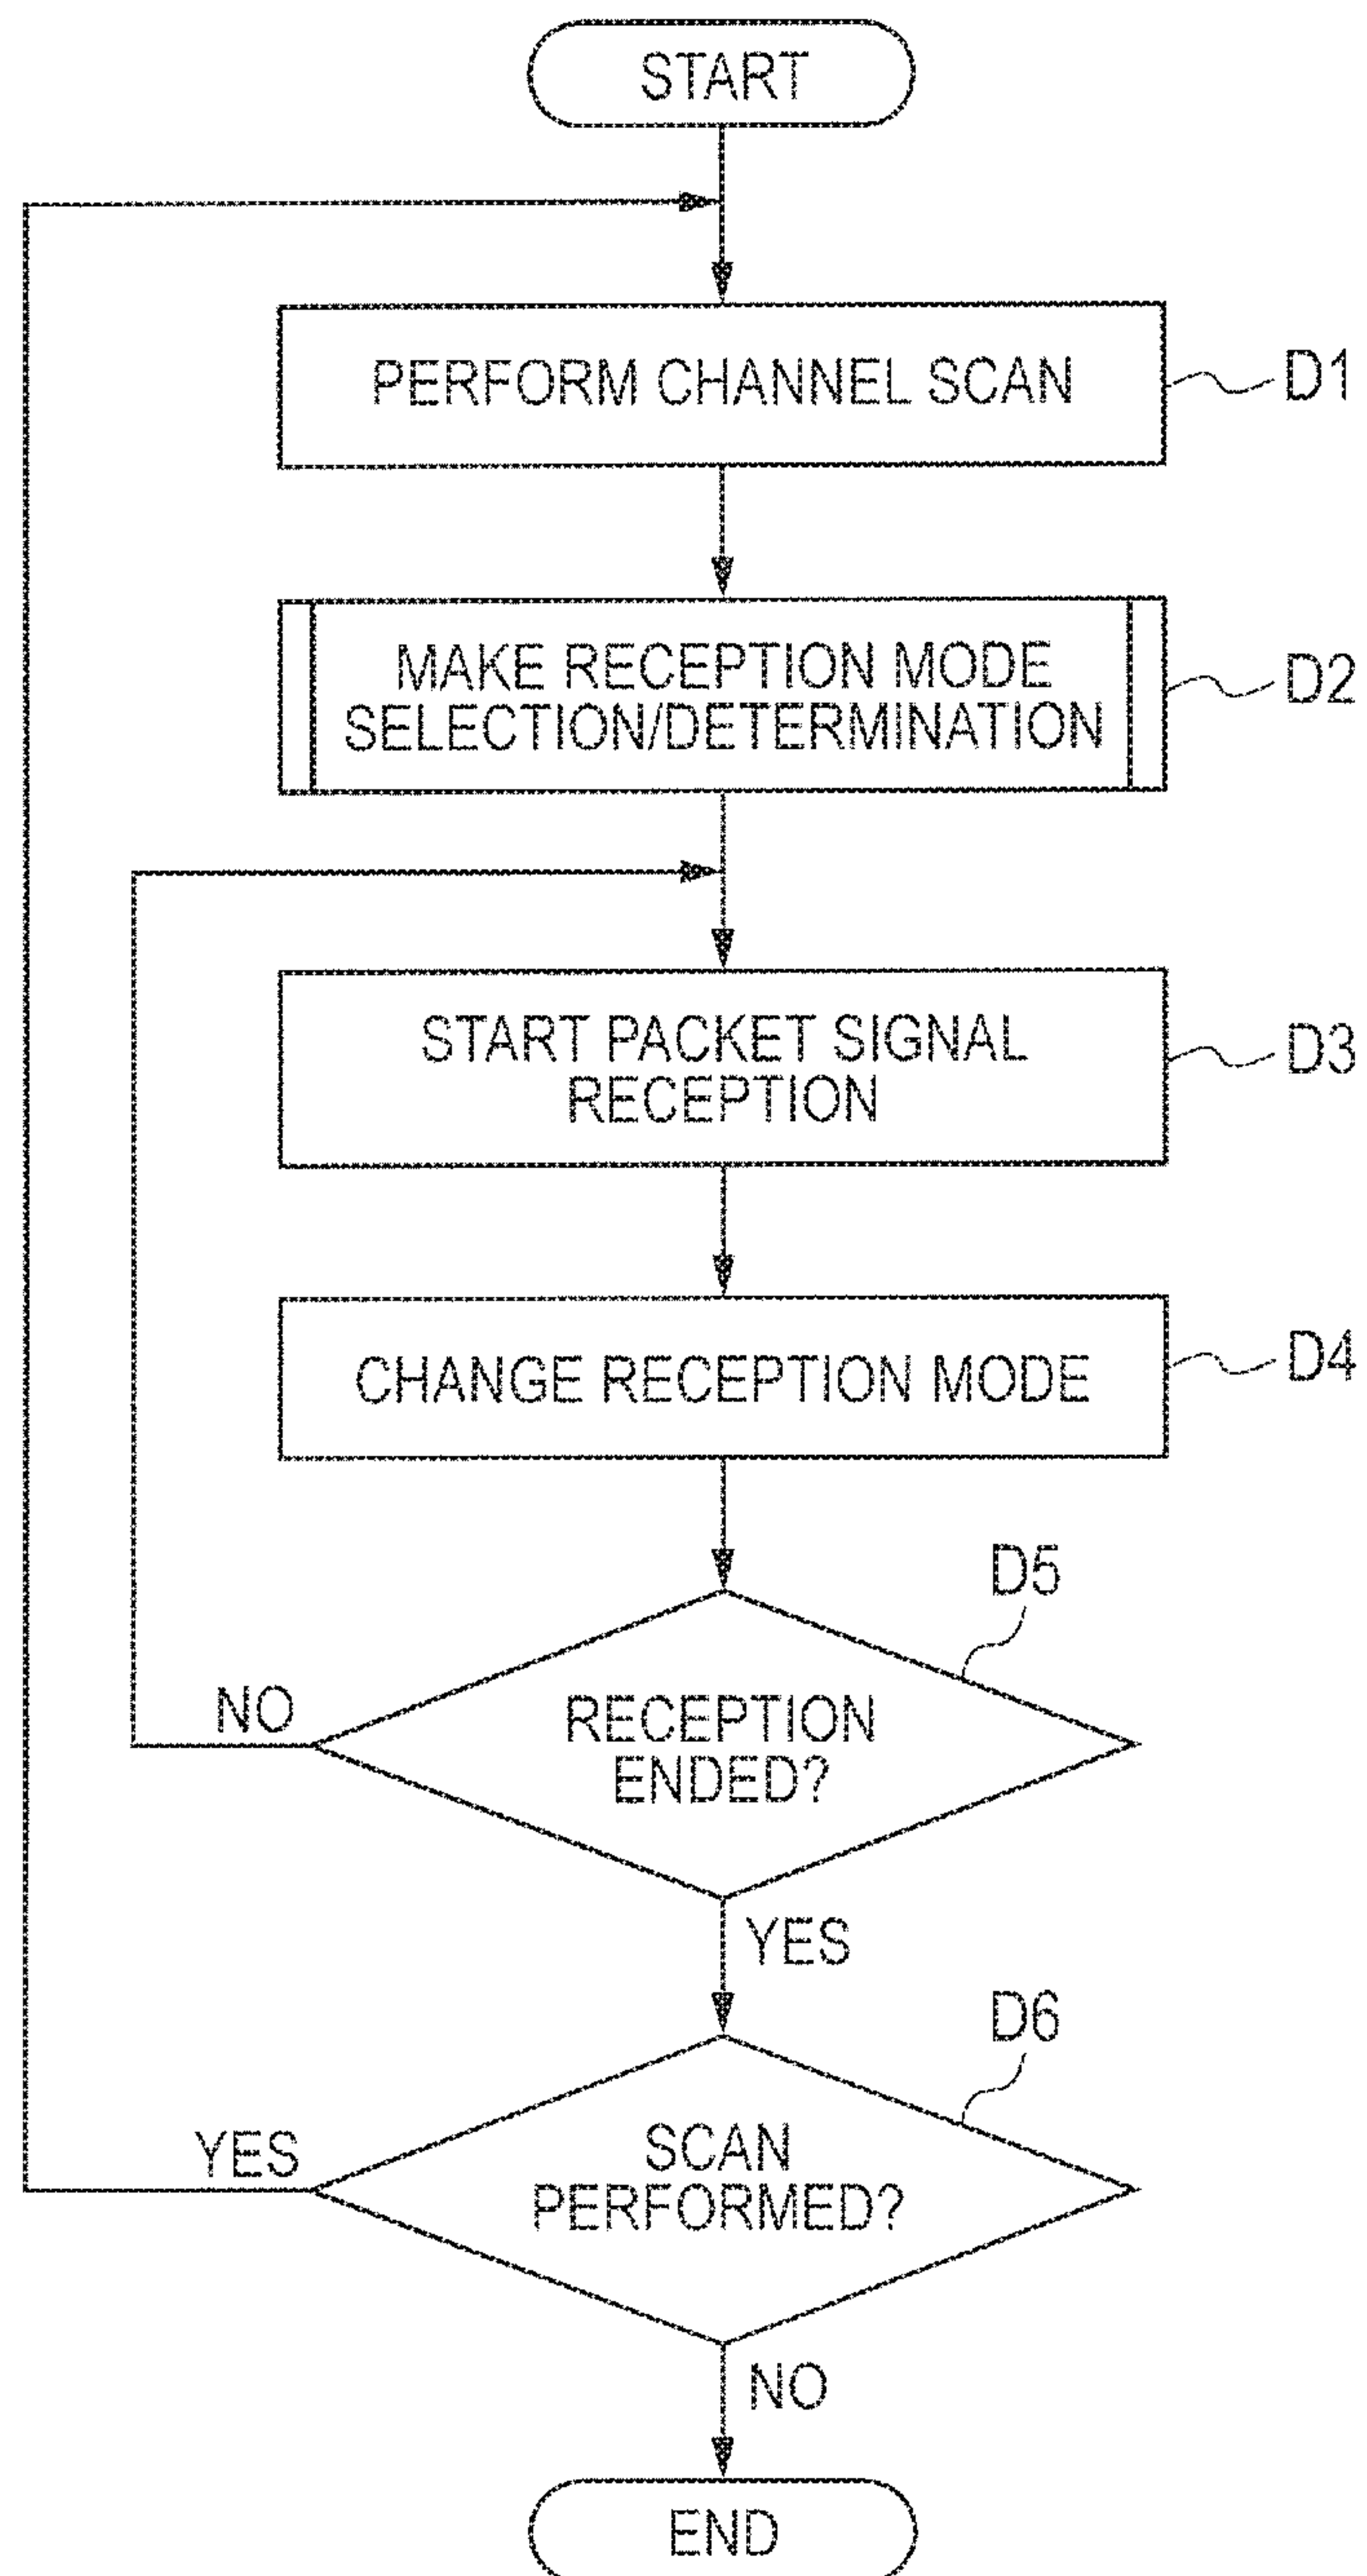 START
PERFORM CHANNEL SCAN
D1
MAKE RECEPTION MODE
SELECTION/DETERMINATION
D2
START PACKET SIGNAL
RECEPTION
D3
CHANGE RECEPTION MODE
D4
D5
NO
RECEPTION
ENDED?
YES
D6
YES
SCAN
PERFORMED?
NO
END